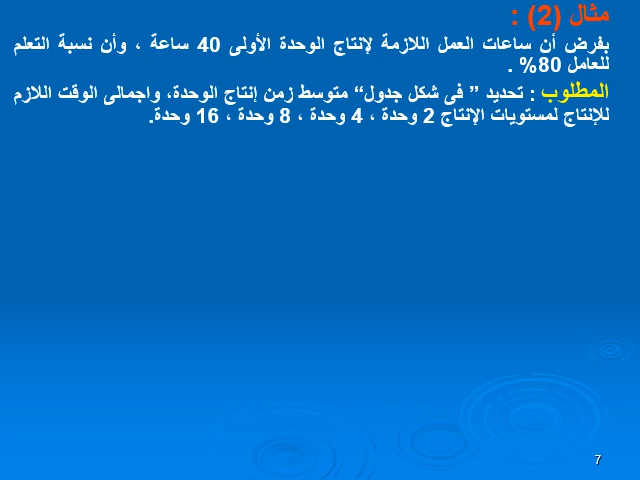 مثال (2) :
بفرض أن ساعات العمل اللازمة لإنتاج الوحدة الأولى 40 ساعة ، وأن نسبة التعلم
للعامل 80% .
المطلوب : تحديد " فى شكل جدول" متوسط زمن إنتاج الوحدة، واجمالى الوقت اللازم
للإنتاج لمستويات الإنتاج 2 وحدة ، 4 وحدة ، 8 وحدة ، 16 وحدة.
7